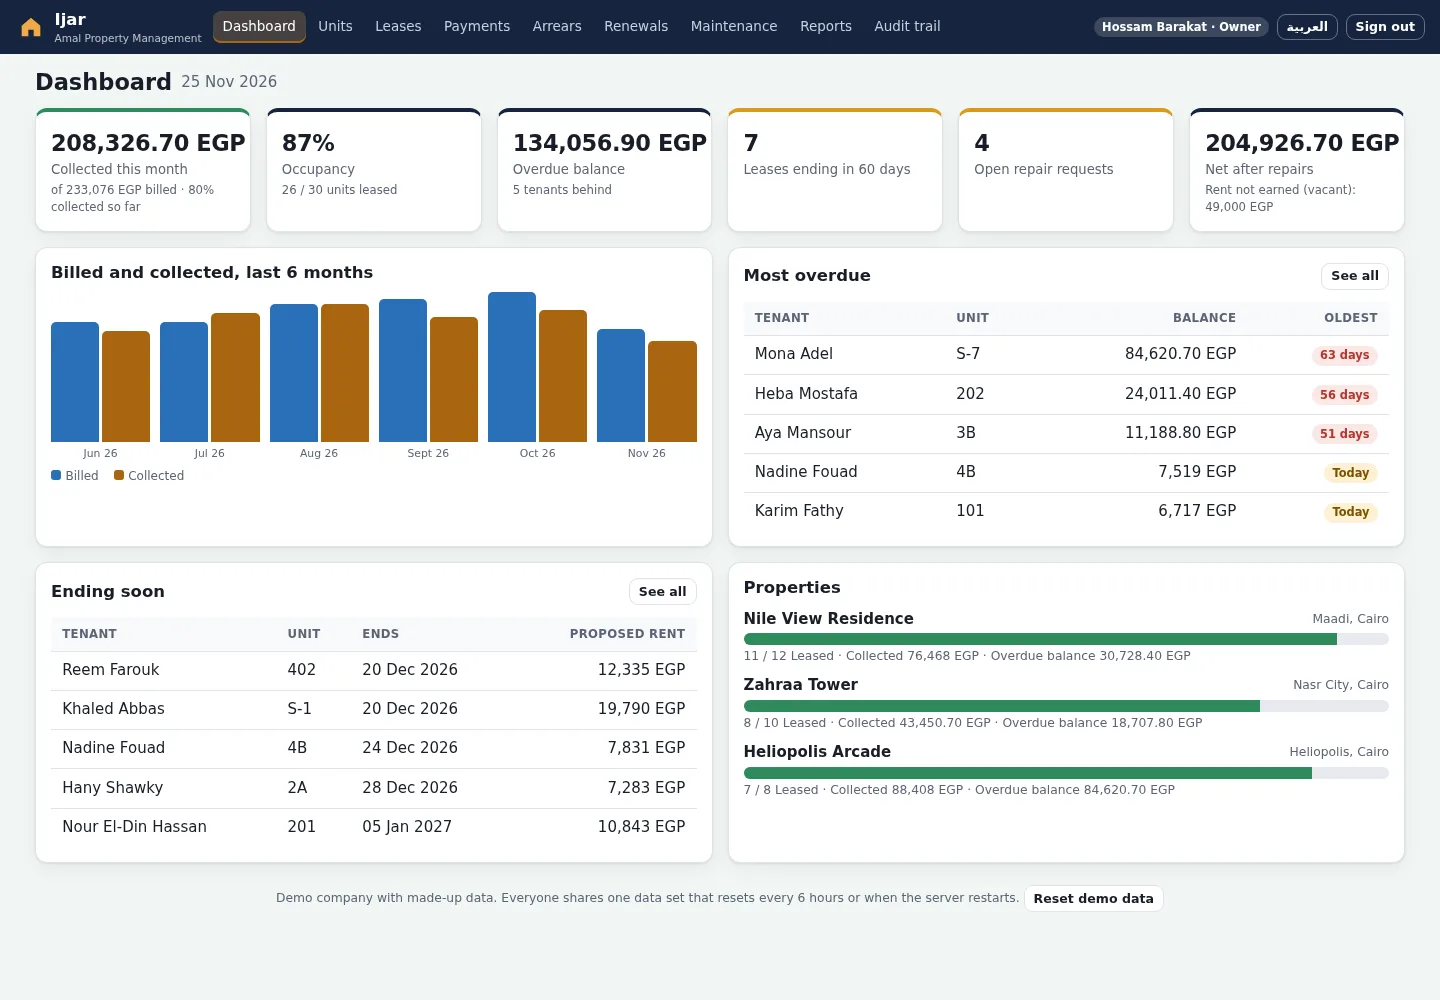 Ijar
Amal Property Management
Dashboard
Units
Leases
Payments
Arrears
Renewals
Maintenance
Reports
Audit trail
Hossam Barakat · Owner
العربية
Sign out
Dashboard 25 Nov 2026
208,326.70 EGP
Collected this month
of 233,076 EGP billed · 80%
collected so far
87%
Occupancy
26 / 30 units leased
134,056.90 EGP
Overdue balance
5 tenants behind
7
Leases ending in 60 days
4
Open repair requests
204,926.70 EGP
Net after repairs
Rent not earned (vacant):
49,000 EGP
Billed and collected, last 6 months
Jun 26 Jul 26 Aug 26 Sept 26 Oct 26 Nov 26
Billed Collected
Most overdue
See all
TENANT UNIT BALANCE OLDEST
Mona Adel S-7 84,620.70 EGP 63 days
Heba Mostafa 202 24,011.40 EGP 56 days
Aya Mansour 3B 11,188.80 EGP 51 days
Nadine Fouad 4B 7,519 EGP Today
Karim Fathy 101 6,717 EGP Today
Ending soon
See all
TENANT UNIT ENDS PROPOSED RENT
Reem Farouk 402 20 Dec 2026 12,335 EGP
Khaled Abbas S-1 20 Dec 2026 19,790 EGP
Nadine Fouad 4B 24 Dec 2026 7,831 EGP
Hany Shawky 2A 28 Dec 2026 7,283 EGP
Nour El-Din Hassan 201 05 Jan 2027 10,843 EGP
Properties
Nile View Residence Maadi, Cairo
11 / 12 Leased · Collected 76,468 EGP · Overdue balance 30,728.40 EGP
Zahraa Tower Nasr City, Cairo
8 / 10 Leased · Collected 43,450.70 EGP · Overdue balance 18,707.80 EGP
Heliopolis Arcade Heliopolis, Cairo
7 / 8 Leased · Collected 88,408 EGP · Overdue balance 84,620.70 EGP
Demo company with made-up data. Everyone shares one data set that resets every 6 hours or when the server restarts. Reset demo data